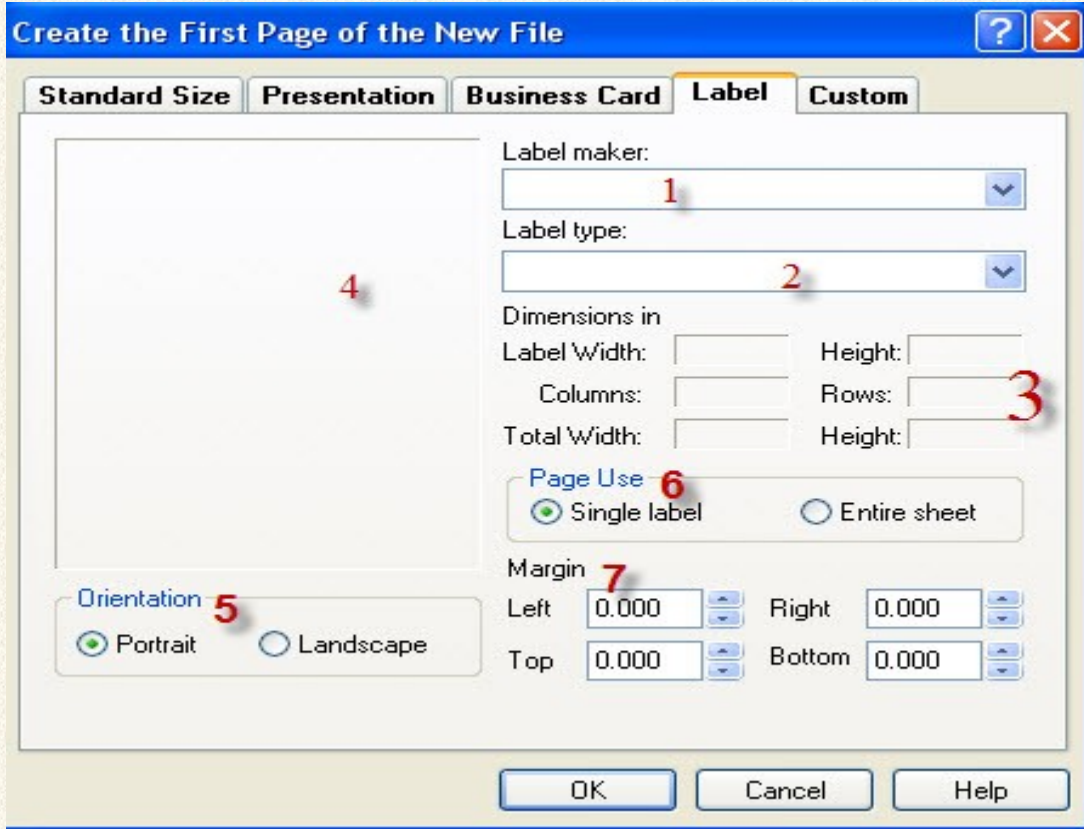 Create the First Page of the New File
Standard Size Presentation Business Card Label Custom
Label maker:
1
Label type:
2
4
Dimensions in
Label Width: Height:
Columns: Rows: 3
Total Width: Height:
Page Use 6
Single label Entire sheet
Margin 7
Left 0.000 Right 0.000
Top 0.000 Bottom 0.000
Orientation 5
Portrait Landscape
OK Cancel Help